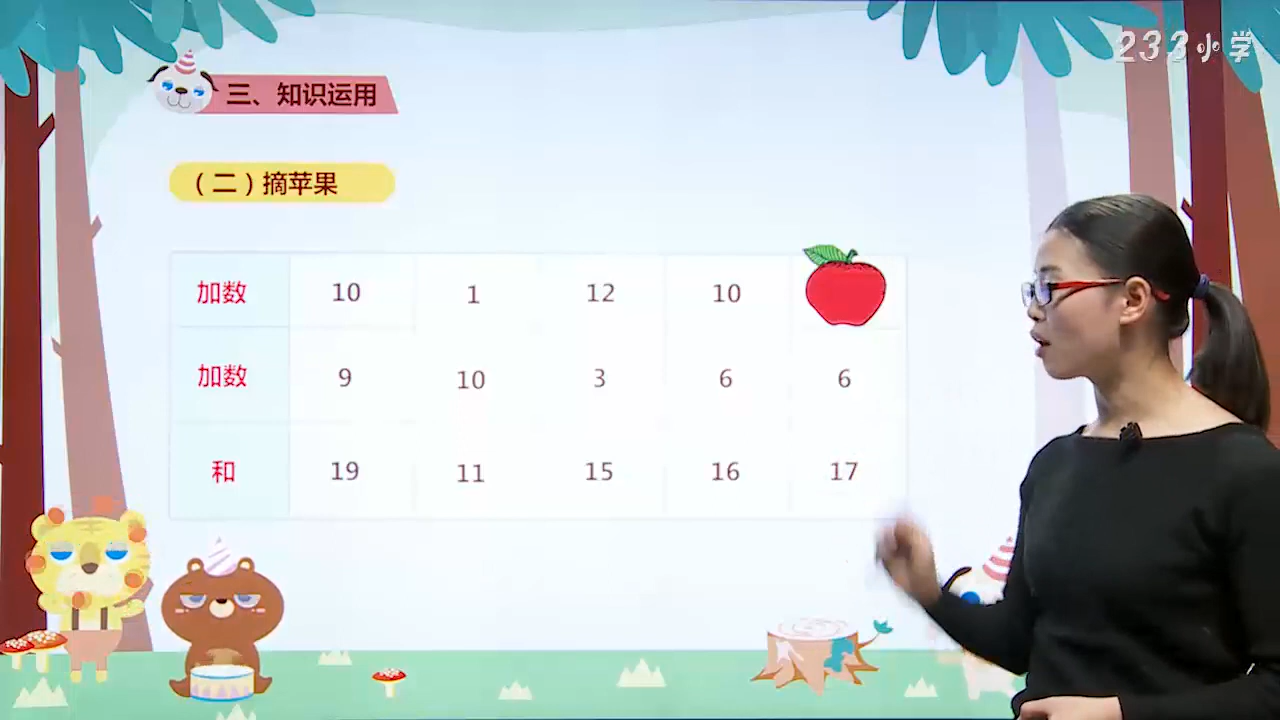 233小学
三、知识运用
（二）摘苹果
加数 10 1 12 10
加数 9 10 3 6 6
和 19 11 15 16 17